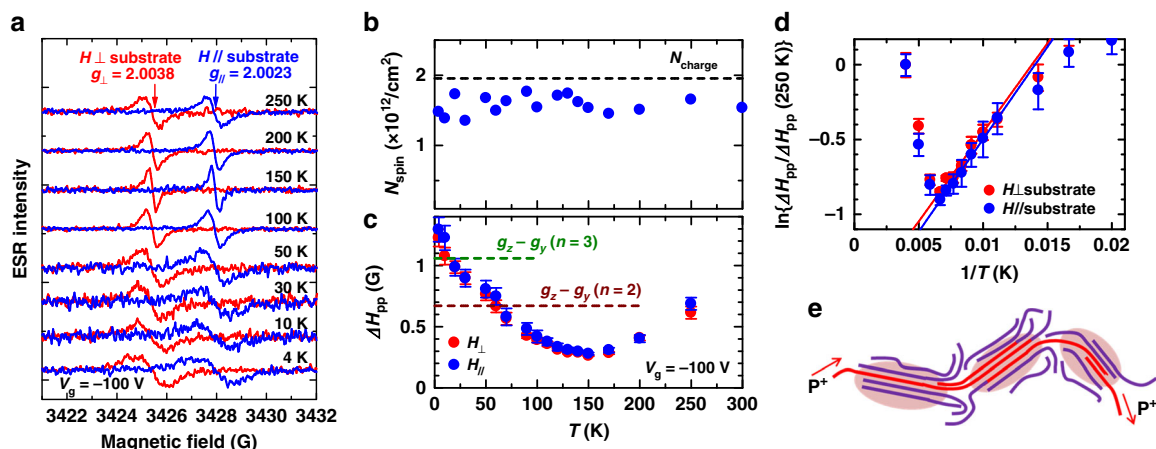 a
H ⊥ substrate
g⊥ = 2.0038
H // substrate
g// = 2.0023
250 K
200 K
150 K
100 K
50 K
30 K
10 K
4 K
Vg = −100 V
ESR intensity
3422 3424 3426 3428 3430 3432
Magnetic field (G)
b
Ncharge
2
1
Nspin (×10¹²/cm²)
c
gz − gy (n = 3)
gz − gy (n = 2)
1
0.5
0
ΔHpp (G)
H⊥
H//
Vg = −100 V
0 50 100 150 200 250 300
T (K)
d
0
−0.5
−1
ln{ΔHpp/ΔHpp (250 K)}
H⊥substrate
H//substrate
0 0.005 0.01 0.015 0.02
1/T (K)
e
P⁺
P⁺